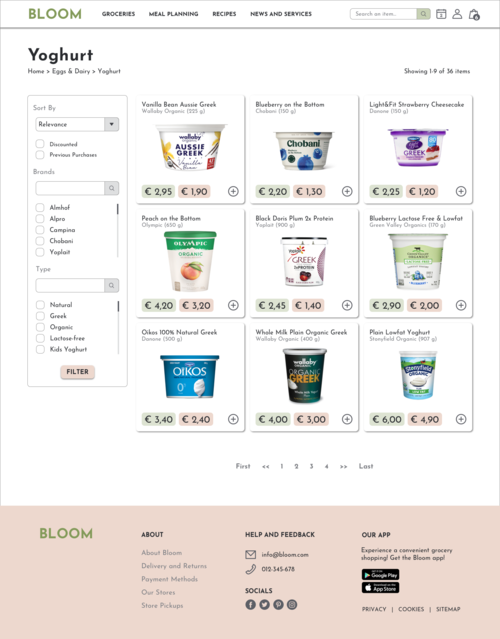 BLOOM
GROCERIES MEAL PLANNING RECIPES NEWS AND SERVICES
Search an item...
Yoghurt
Home > Eggs & Dairy > Yoghurt
Showing 1-9 of 36 items
Sort By
Relevance
Discounted
Previous Purchases
Brands
Almhof
Alpro
Campina
Chobani
Yoplait
Type
Natural
Greek
Organic
Lactose-free
Kids Yoghurt
FILTER
Vanilla Bean Aussie Greek
Wallaby Organic (225 g)
wallaby
AUSSIE
GREEK
Vanilla
€ 2,95 € 1,90
Blueberry on the Bottom
Chobani (150 g)
Chobani
€ 2,20 € 1,30
Light&Fit Strawberry Cheesecake
Danone (150 g)
GREEK
€ 2,25 € 1,20
Peach on the Bottom
Olympic (650 g)
OLYMPIC
ORGANIC
€ 4,20 € 3,20
Black Doris Plum 2x Protein
Yoplait (900 g)
Yoplait
GREEK
2xPROTEIN
€ 2,45 € 1,40
Blueberry Lactose Free & Lowfat
Green Valley Organics (170 g)
ORGANICS
LACTOSE FREE
€ 2,90 € 2,00
Oikos 100% Natural Greek
Danone (500 g)
OIKOS
€ 3,40 € 2,40
Whole Milk Plain Organic Greek
Wallaby Organic (400 g)
wallaby
ORGANIC
GREEK
€ 4,00 € 3,00
Plain Lowfat Yoghurt
Stonyfield Organic (907 g)
Stonyfield
ORGANIC
€ 6,00 € 4,90
First << 1 2 3 4 >> Last
BLOOM
ABOUT
About Bloom
Delivery and Returns
Payment Methods
Our Stores
Store Pickups
HELP AND FEEDBACK
info@bloom.com
012-345-678
SOCIALS
OUR APP
Experience a convenient grocery
shopping! Get the Bloom app!
Google Play
App Store
PRIVACY | COOKIES | SITEMAP